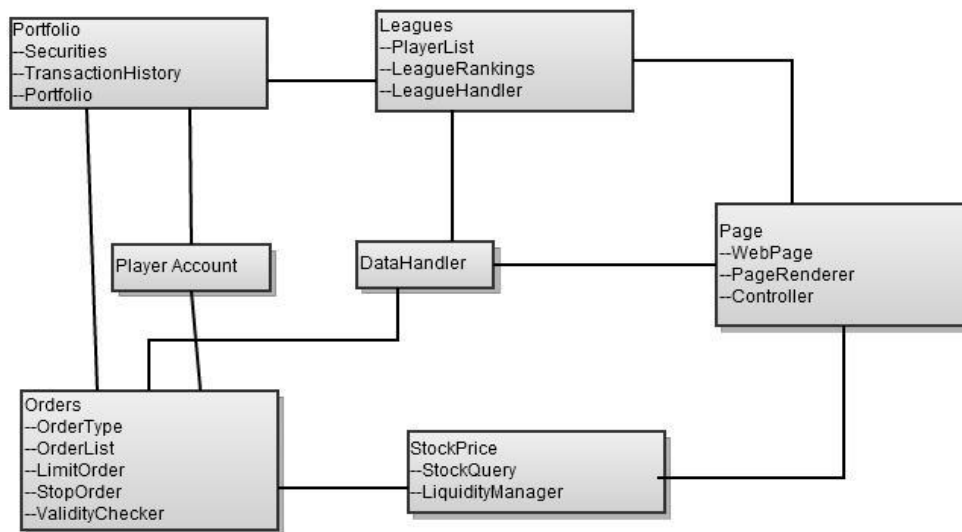 Portfolio
--Securities
--TransactionHistory
--Portfolio
Leagues
--PlayerList
--LeagueRankings
--LeagueHandler
Player Account
DataHandler
Page
--WebPage
--PageRenderer
--Controller
Orders
--OrderType
--OrderList
--LimitOrder
--StopOrder
--ValidityChecker
StockPrice
--StockQuery
--LiquidityManager